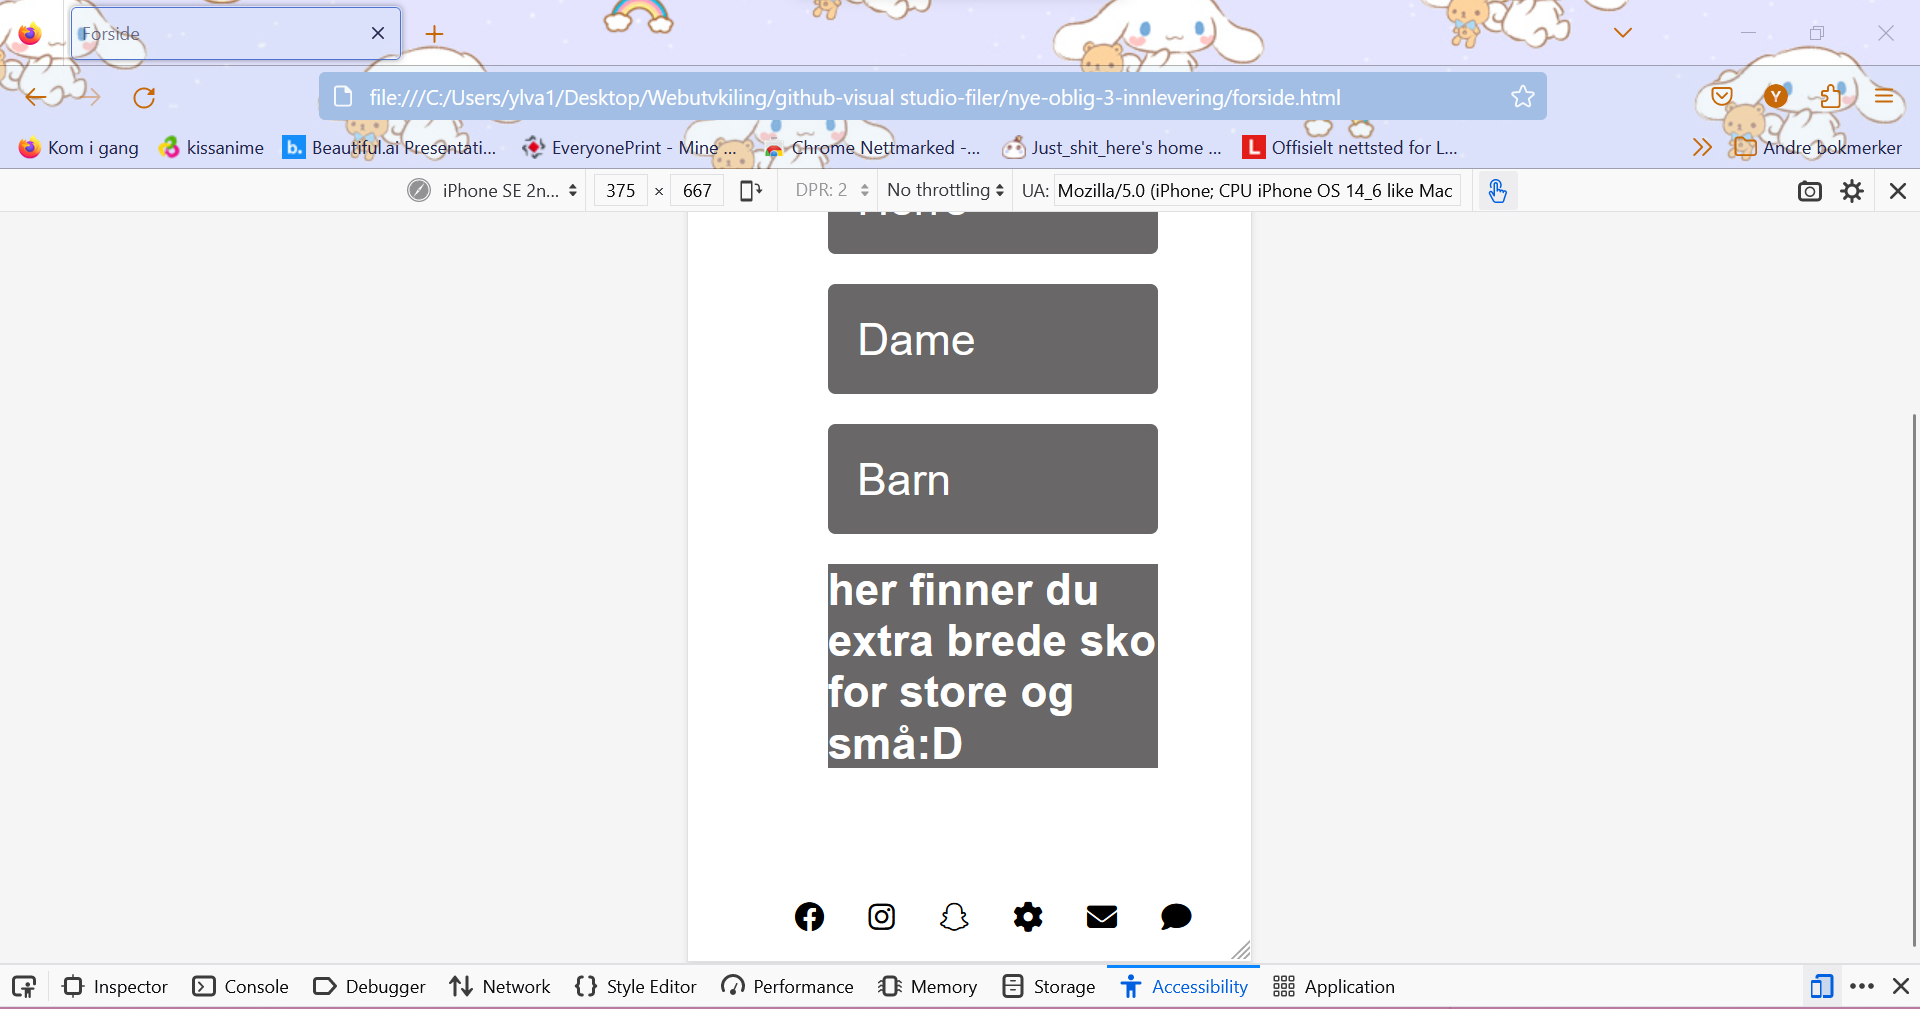 Forside
file:///C:/Users/ylva1/Desktop/Webutvkiling/github-visual studio-filer/nye-oblig-3-innlevering/forside.html
Y
Kom i gang
kissanime
b. Beautiful.ai Presentati...
EveryonePrint - Mine ...
Chrome Nettmarked -...
Just_shit_here's home ...
L Offisielt nettsted for L...
Andre bokmerker
iPhone SE 2n...
375 × 667
DPR: 2
No throttling
UA: Mozilla/5.0 (iPhone; CPU iPhone OS 14_6 like Mac
Dame
Barn
her finner du
extra brede sko
for store og
små:D
Inspector
Console
Debugger
Network
Style Editor
Performance
Memory
Storage
Accessibility
Application